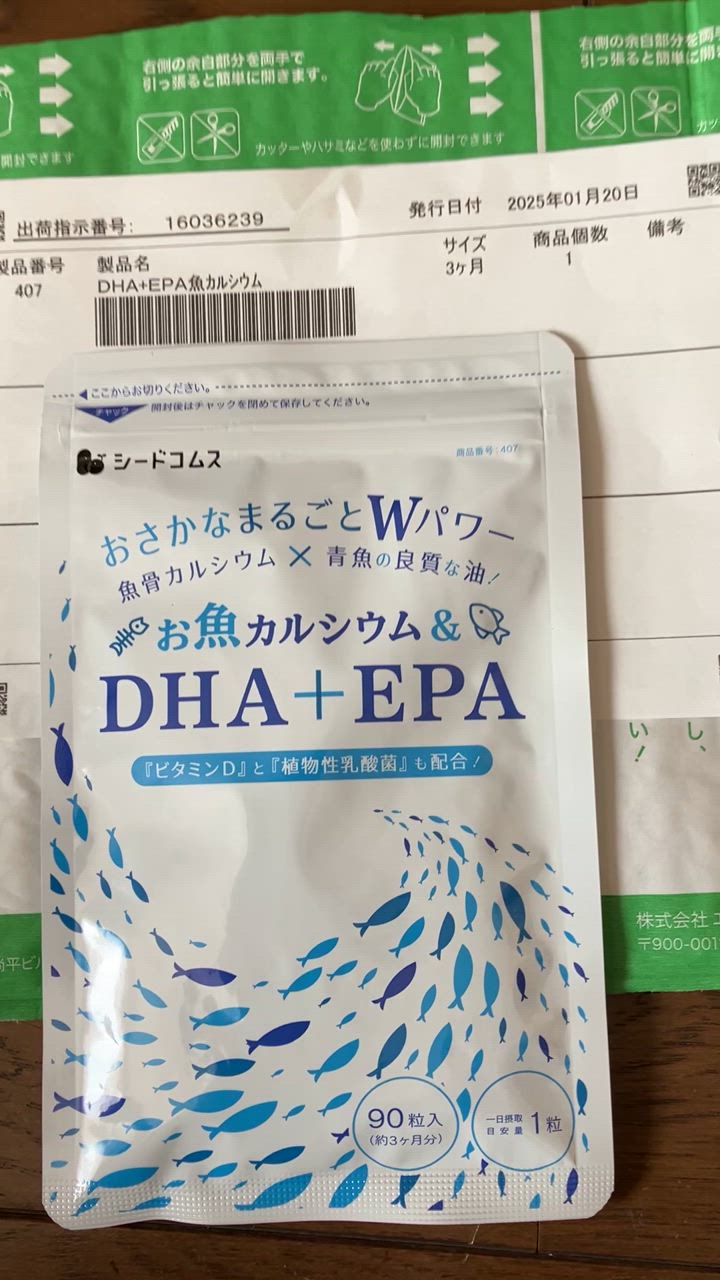 右側の余白部分を両手で
引っ張ると簡単に開きます。
カッターやハサミなどを使わずに開封できます
開封できます
右側の余白部分を両
引っ張ると簡単に開
カッ
出荷指示番号: 16036239
発行日付 2025年01月20日
製品番号 製品名 サイズ 商品個数 備考
407 DHA+EPA魚カルシウム 3ヶ月 1
ここからお切りください。
チャック 開封後はチャックを閉めて保存してください。
シードコムス
商品番号:407
おさかなまるごとWパワー
魚骨カルシウム×青魚の良質な油!
お魚カルシウム&
DHA+EPA
『ビタミンD』と『植物性乳酸菌』も配合!
し、
い!
株式会社
〒900-001
90粒入
(約3ヶ月分)
一日摂取
目安量 1粒